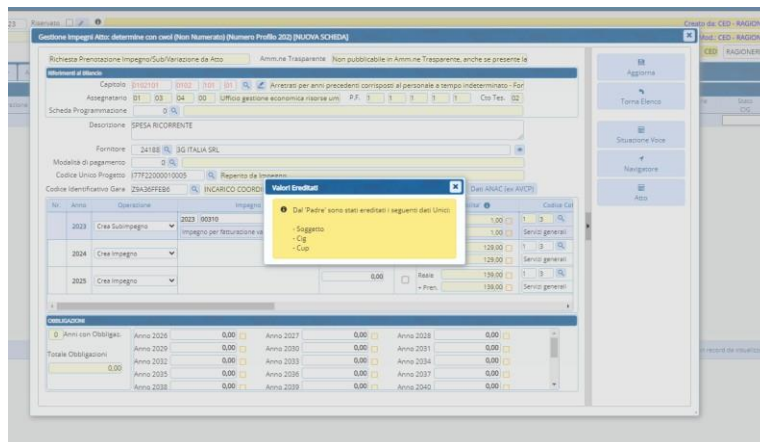 23 Riservato
Creato da: CED - RAGION
Gestione Impegni Atto: determine con cwol (Non Numerato) (Numero Profilo 202) [NUOVA SCHEDA]
Mod.: CED - RAGION
CED RAGIONERI
Richiesta Prenotazione Impegno/Sub/Variazione da Atto Amm.ne Trasparente Non pubblicabile in Amm.ne Trasparente, anche se presente la
Riferimenti al Bilancio
Capitolo 0102101 0102 101 01 Arretrati per anni precedenti corrisposti al personale a tempo indeterminato - For
Assegnatario 01 03 04 00 Ufficio gestione economica risorse um P.F. 1 1 1 1 1 Cto Tes. 02
Scheda Programmazione 0
Descrizione SPESA RICORRENTE
Fornitore 24188 3G ITALIA SRL
Modalità di pagamento 0
Codice Unico Progetto I77F22000010005 Reperito da Impegno
Codice Identificativo Gara Z9A36FFEB6 INCARICO COORDI Dati ANAC (ex AVCP)
Valori Ereditati
Dal 'Padre' sono stati ereditati i seguenti dati Unici:
- Soggetto
- Cig
- Cup
Nr Anno Operazione Impegno Codice Cof
2023 Crea Subimpegno 2023 00310 1,00 1 3
Impegno per fatturazione va 1,00 Servizi generali
2024 Crea Impegno 129,00 1 3
129,00 Servizi generali
2025 Crea Impegno 0,00 Reale 139,00 1 3
+ Pren. 139,00 Servizi generali
OBBLIGAZIONI
0 Anni con Obbligaz. Anno 2026 0,00 Anno 2027 0,00 Anno 2028 0,00
Anno 2029 0,00 Anno 2030 0,00 Anno 2031 0,00
Totale Obbligazioni Anno 2032 0,00 Anno 2033 0,00 Anno 2034 0,00
0,00 Anno 2035 0,00 Anno 2036 0,00 Anno 2037 0,00
Anno 2038 0,00 Anno 2039 0,00 Anno 2040 0,00
Aggiorna
Torna Elenco
Situazione Voce
Navigatore
Atto
Stato
CIG